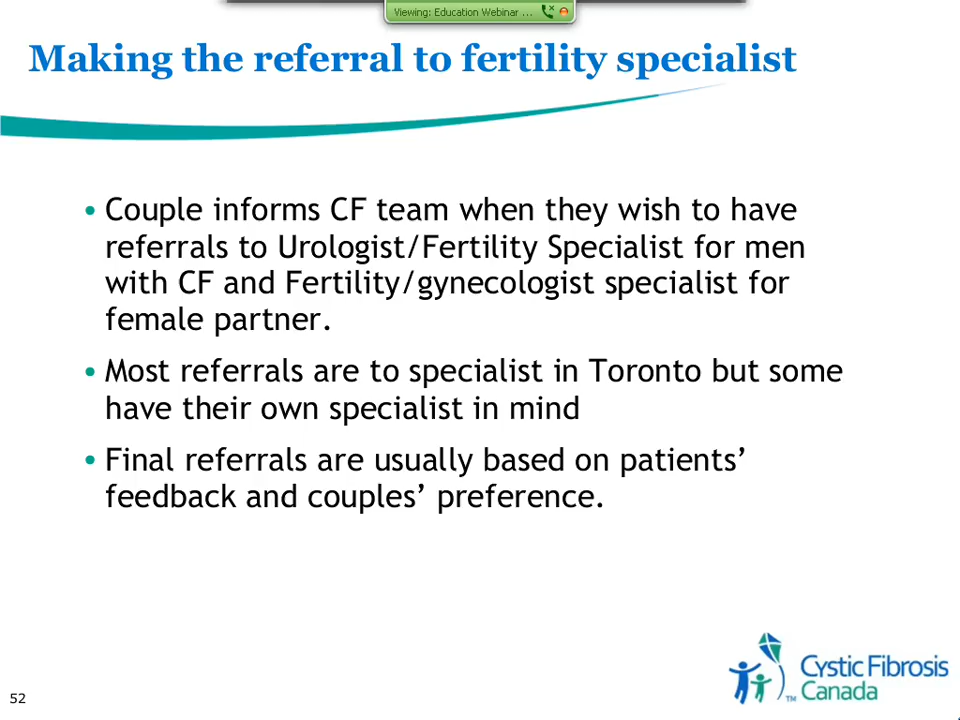 Viewing: Education Webinar ...
Making the referral to fertility specialist
• Couple informs CF team when they wish to have
referrals to Urologist/Fertility Specialist for men
with CF and Fertility/gynecologist specialist for
female partner.
• Most referrals are to specialist in Toronto but some
have their own specialist in mind
• Final referrals are usually based on patients’
feedback and couples’ preference.
52
™ Cystic Fibrosis
Canada